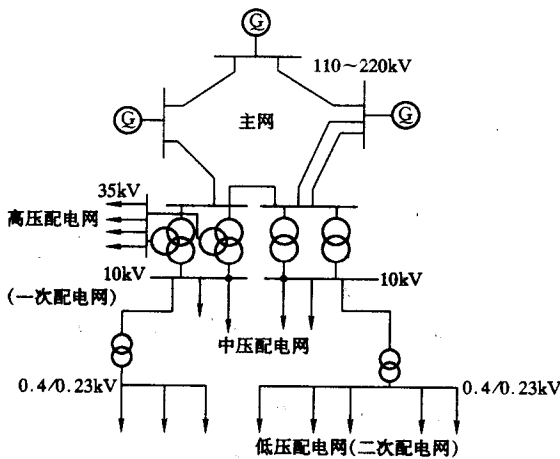 G
110～220kV
G
主网
G
35kV
高压配电网
10kV
10kV
(一次配电网)
中压配电网
0.4/0.23kV
0.4/0.23kV
低压配电网(二次配电网)